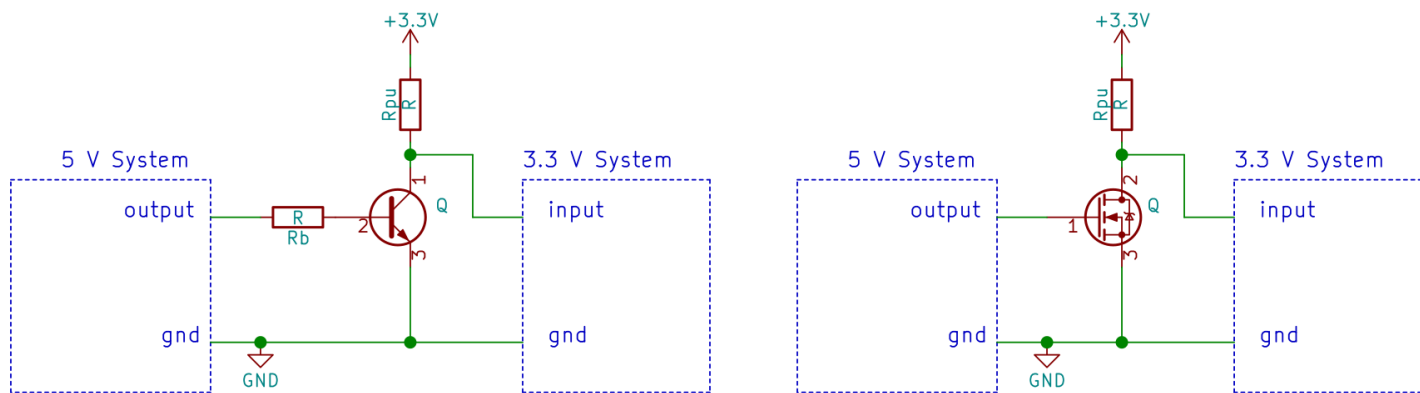 +3.3V
Rpu
R
5 V System
3.3 V System
1
output
R
2
Q
input
Rb
3
gnd
gnd
GND
+3.3V
Rpu
R
5 V System
3.3 V System
2
output
1
Q
input
3
gnd
gnd
GND